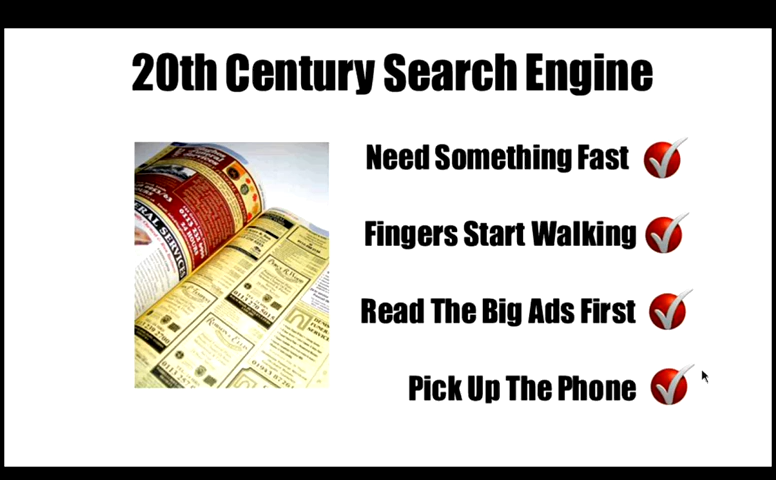 20th Century Search Engine
Need Something Fast
Fingers Start Walking
Read The Big Ads First
Pick Up The Phone